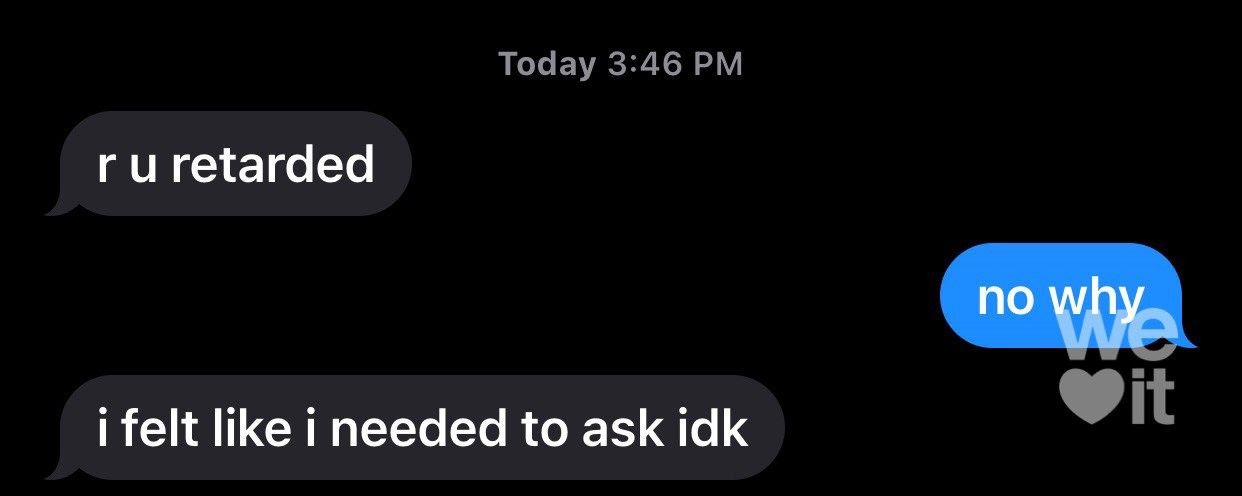 Today 3:46 PM
r u retarded
no why
we
it
i felt like i needed to ask idk